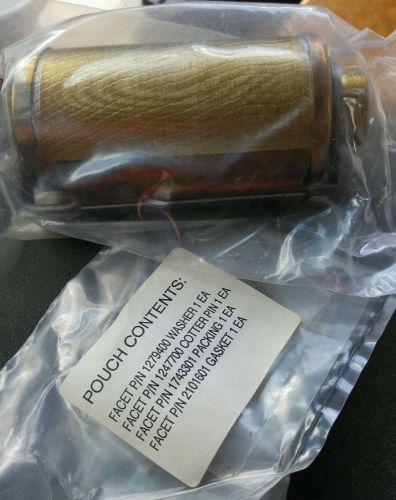 POUCH CONTENTS:
FACET P/N 1279400 WASHER 1 EA
FACET P/N 1247700 COTTER PIN 1 EA
FACET P/N 1743301 PACKING 1 EA
FACET P/N 2101601 GASKET 1 EA